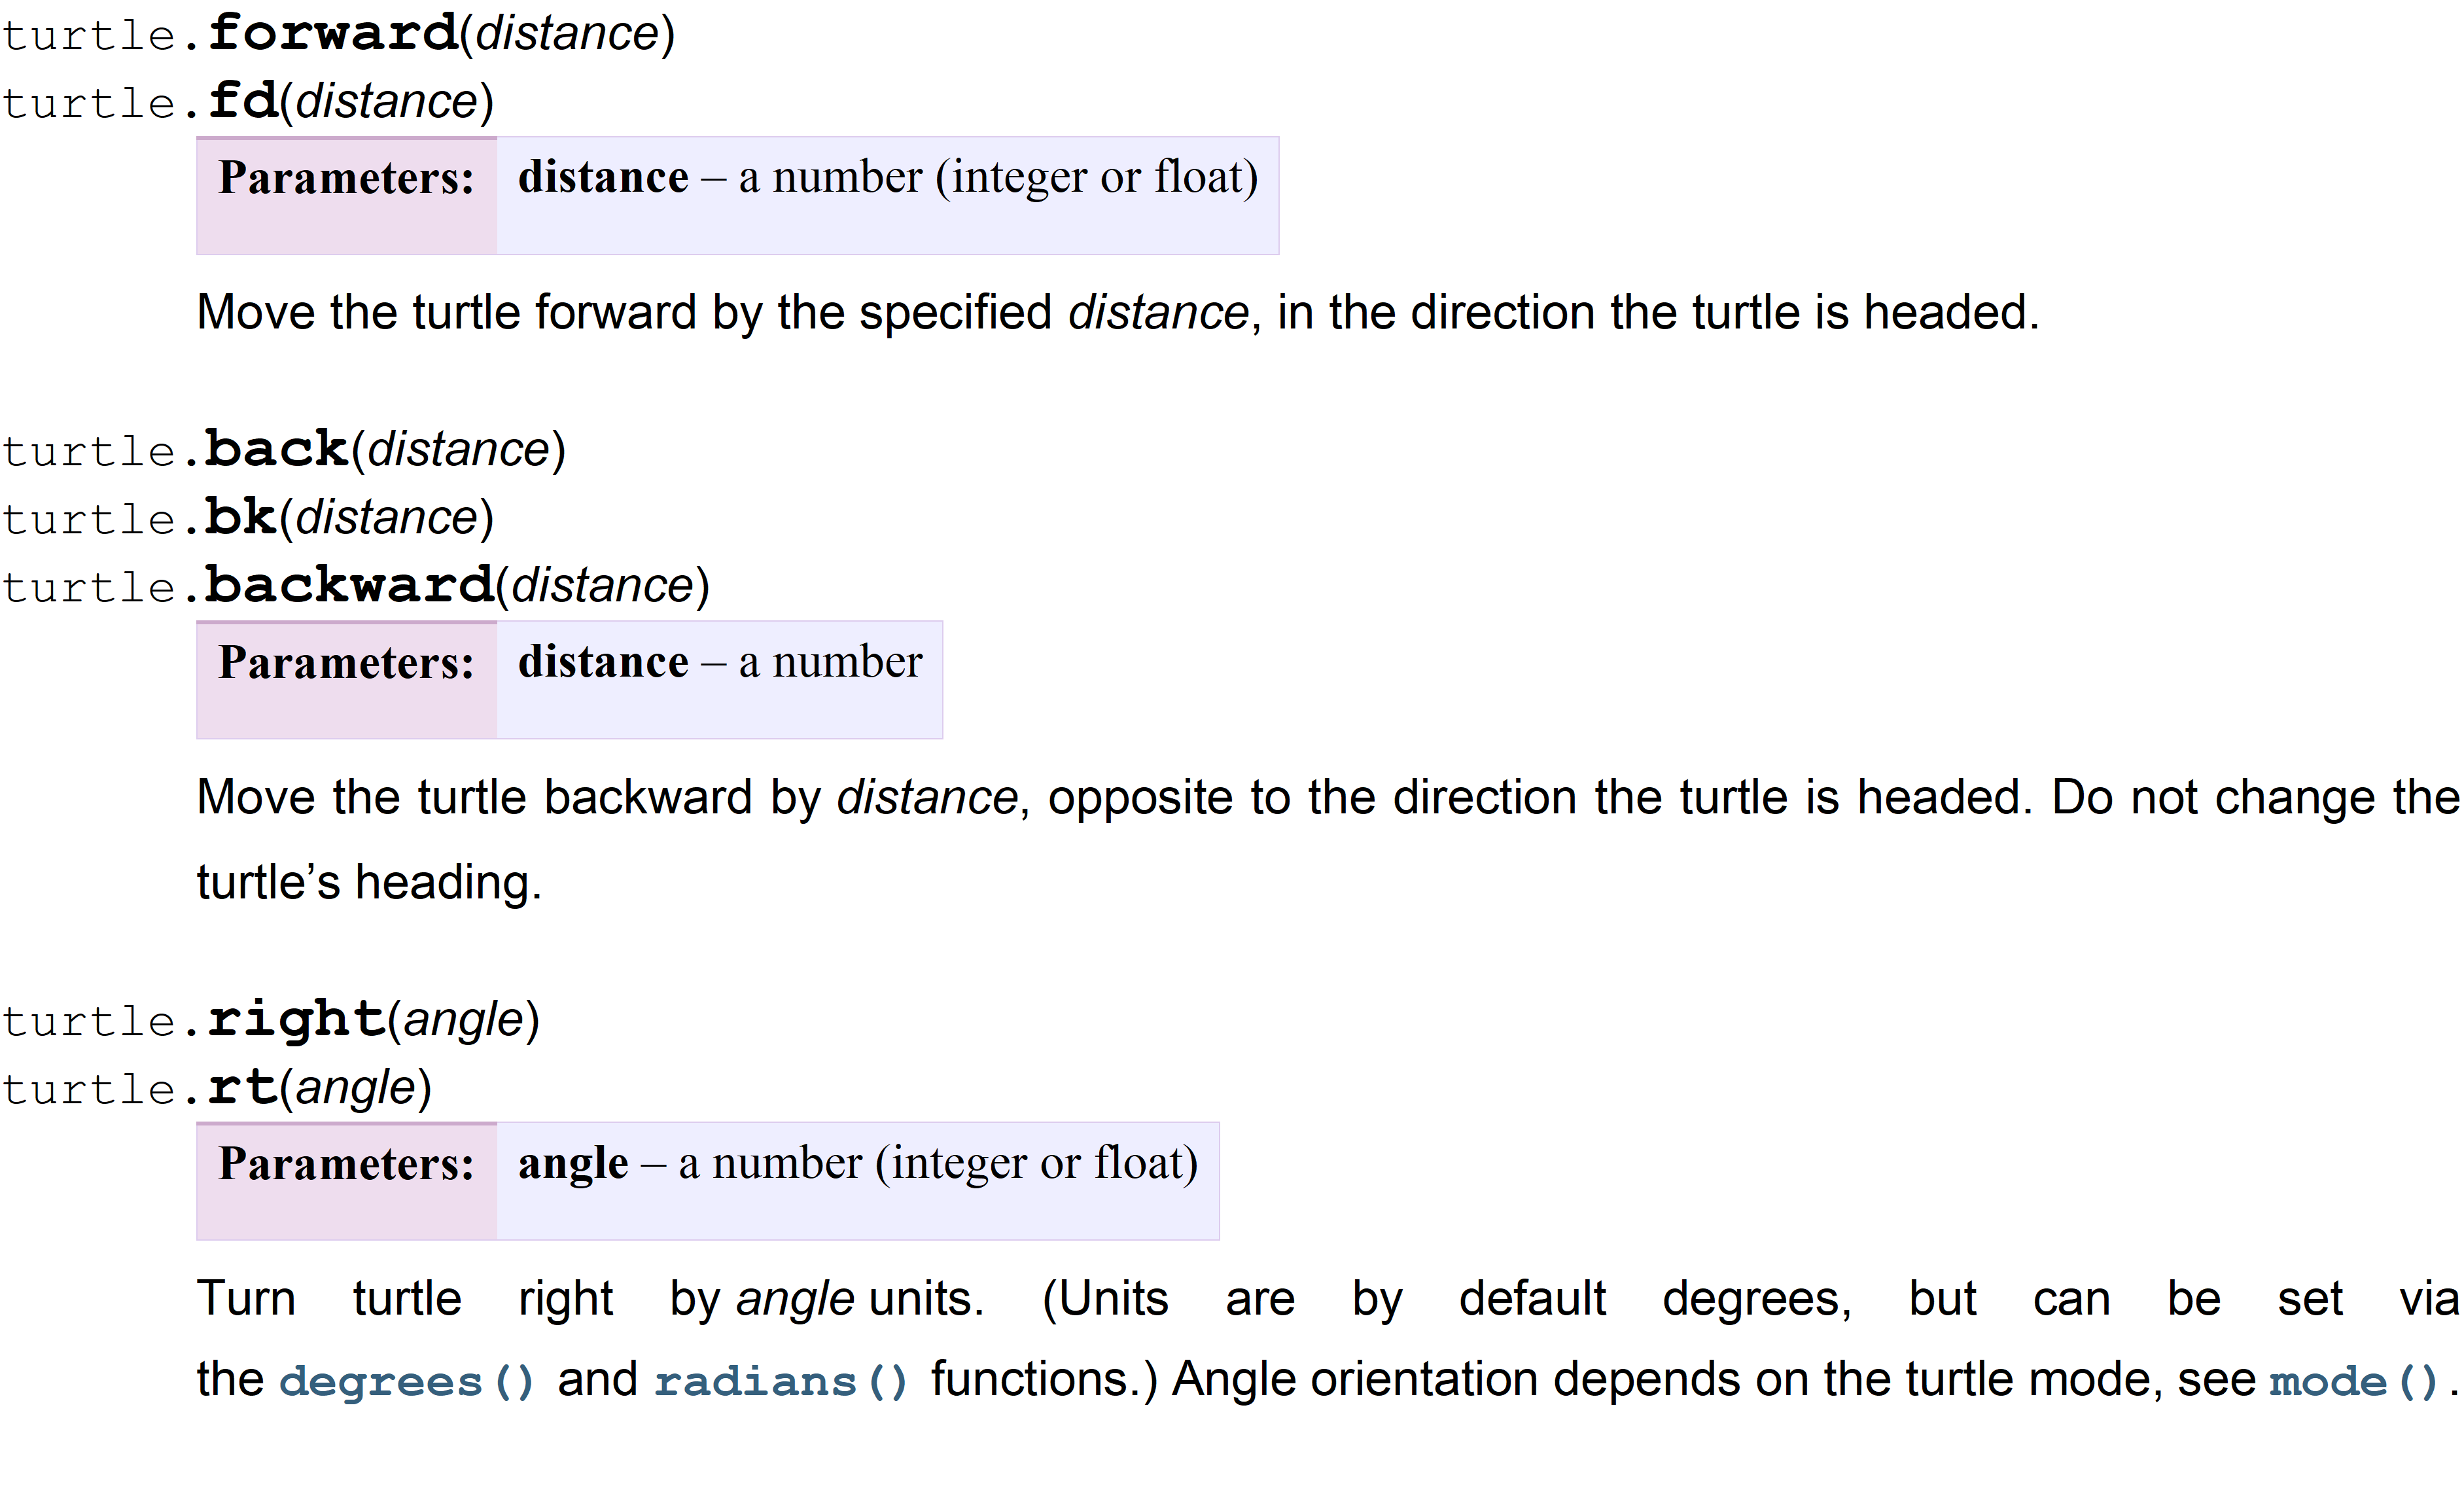 turtle.forward(distance)
turtle.fd(distance)
Parameters: distance – a number (integer or float)
Move the turtle forward by the specified distance, in the direction the turtle is headed.
turtle.back(distance)
turtle.bk(distance)
turtle.backward(distance)
Parameters: distance – a number
Move the turtle backward by distance, opposite to the direction the turtle is headed. Do not change the
turtle’s heading.
turtle.right(angle)
turtle.rt(angle)
Parameters: angle – a number (integer or float)
Turn turtle right by angle units. (Units are by default degrees, but can be set via
the degrees() and radians() functions.) Angle orientation depends on the turtle mode, see mode().